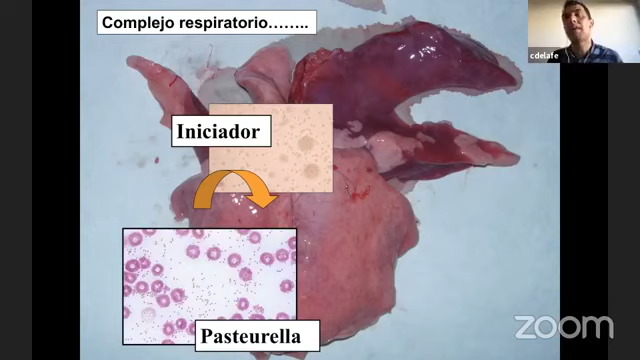 Complejo respiratorio……..
cdelafe
Iniciador
Pasteurella
zoom